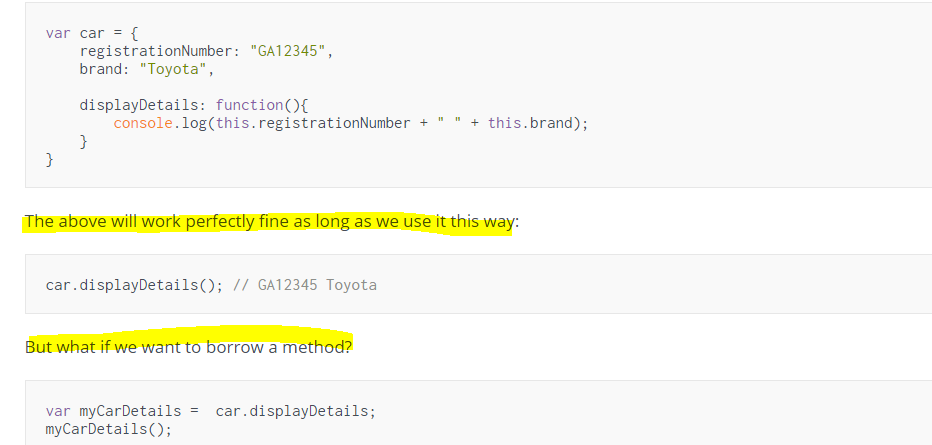 var car = {
    registrationNumber: "GA12345",
    brand: "Toyota",

    displayDetails: function(){
        console.log(this.registrationNumber + " " + this.brand);
    }
}
The above will work perfectly fine as long as we use it this way:
car.displayDetails(); // GA12345 Toyota
But what if we want to borrow a method?
var myCarDetails =  car.displayDetails;
myCarDetails();